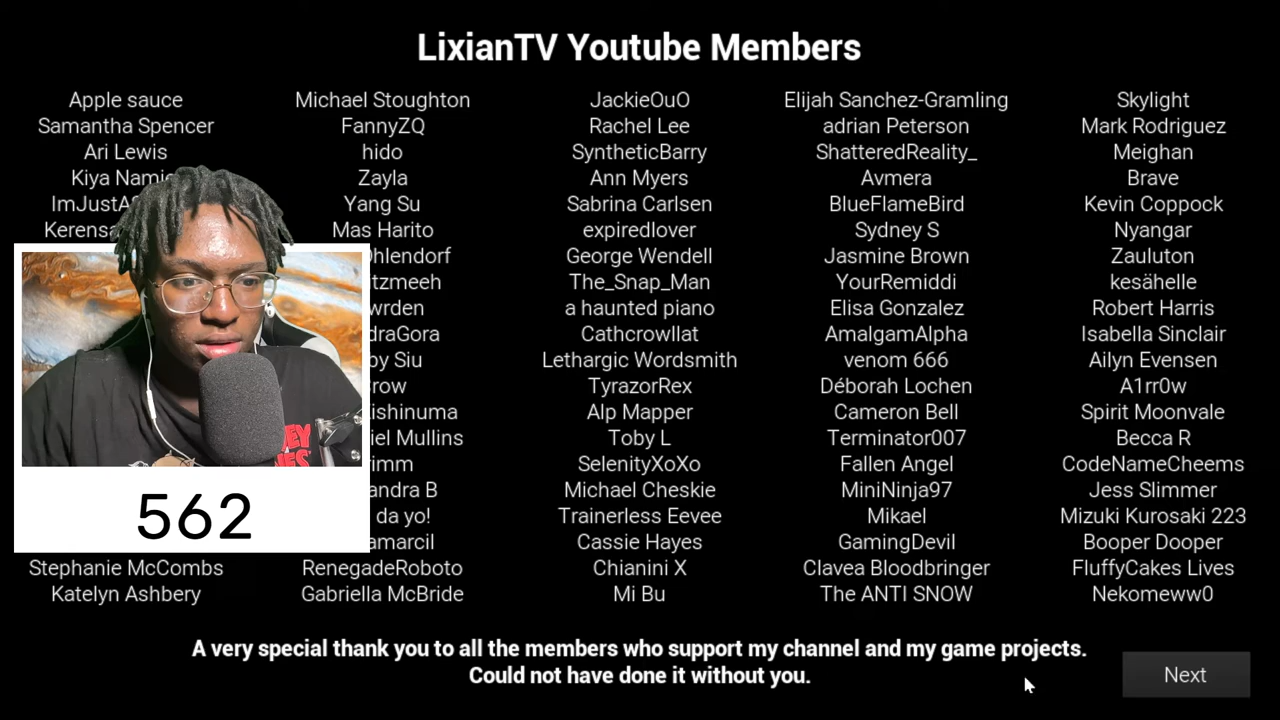 LixianTV Youtube Members
Apple sauce Michael Stoughton JackieOuO Elijah Sanchez-Gramling Skylight
Samantha Spencer FannyZQ Rachel Lee adrian Peterson Mark Rodriguez
Ari Lewis hido SyntheticBarry ShatteredReality_ Meighan
Kiya Zayla Ann Myers Avmera Brave
Yang Su Sabrina Carlsen BlueFlameBird Kevin Coppock
Mas Harito expiredlover Sydney S Nyangar
George Wendell Jasmine Brown Zauluton
The_Snap_Man YourRemiddi kesähelle
a haunted piano Elisa Gonzalez Robert Harris
Cathcrowllat AmalgamAlpha Isabella Sinclair
Siu Lethargic Wordsmith venom 666 Ailyn Evensen
TyrazorRex Déborah Lochen A1rr0w
Alp Mapper Cameron Bell Spirit Moonvale
Mullins Toby L Terminator007 Becca R
SelenityXoXo Fallen Angel CodeNameCheems
B Michael Cheskie MiniNinja97 Jess Slimmer
562 da yo! Trainerless Eevee Mikael Mizuki Kurosaki 223
Cassie Hayes GamingDevil Booper Dooper
Stephanie McCombs RenegadeRoboto Chianini X Clavea Bloodbringer FluffyCakes Lives
Katelyn Ashbery Gabriella McBride Mi Bu The ANTI SNOW Nekomeww0
A very special thank you to all the members who support my channel and my game projects.
Could not have done it without you.
Next